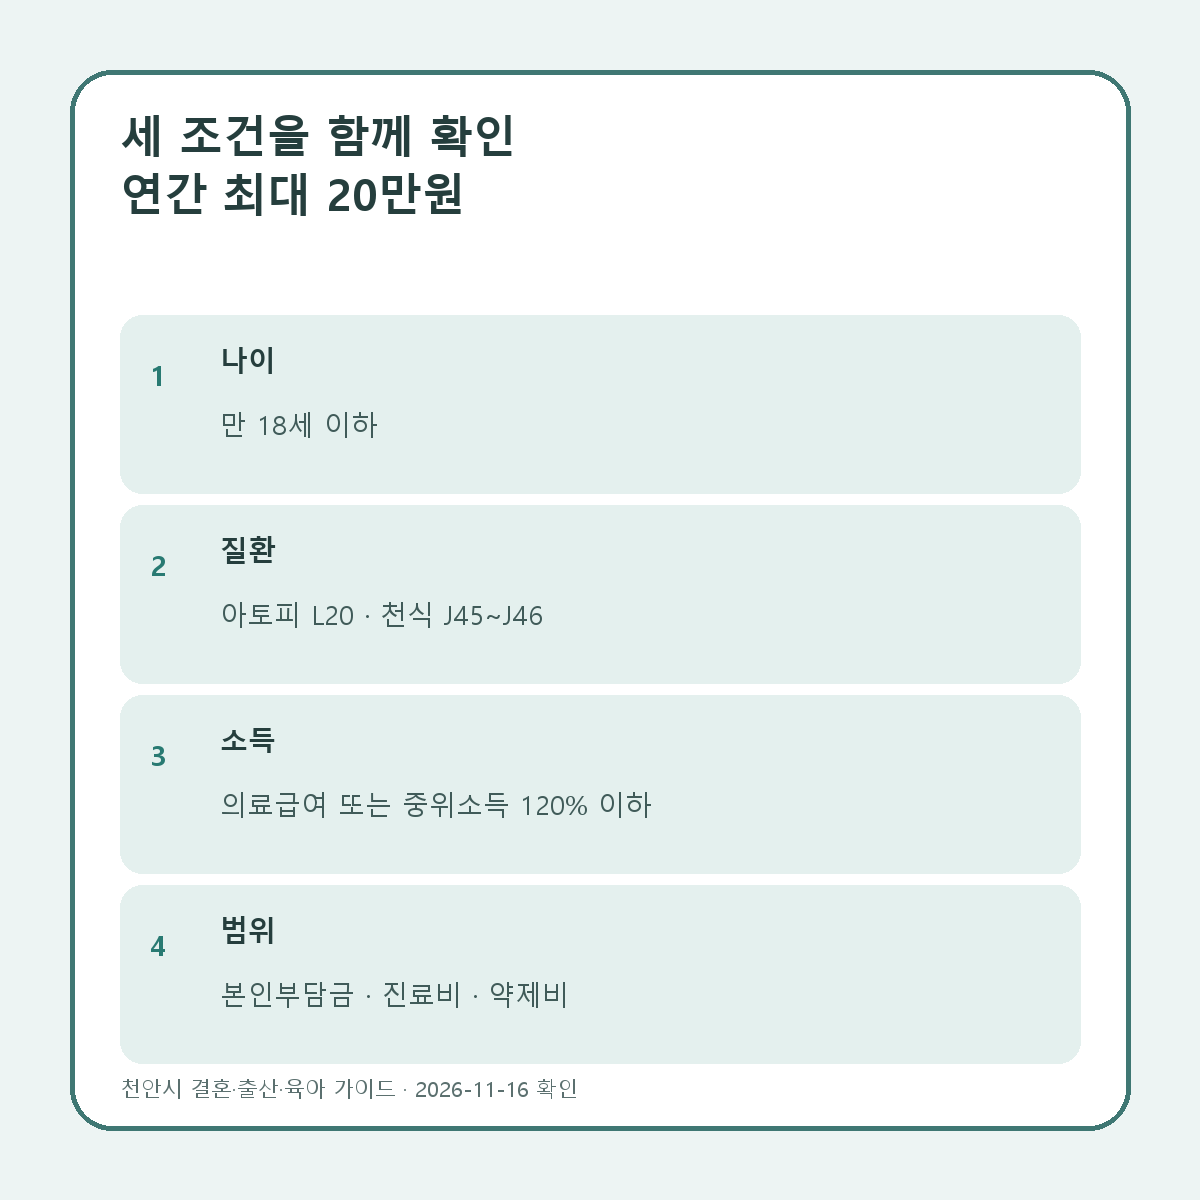 세 조건을 함께 확인
연간 최대 20만원
1
나이
만 18세 이하
2
질환
아토피 L20 · 천식 J45~J46
3
소득
의료급여 또는 중위소득 120% 이하
4
범위
본인부담금 · 진료비 · 약제비
천안시 결혼·출산·육아 가이드 · 2026-11-16 확인